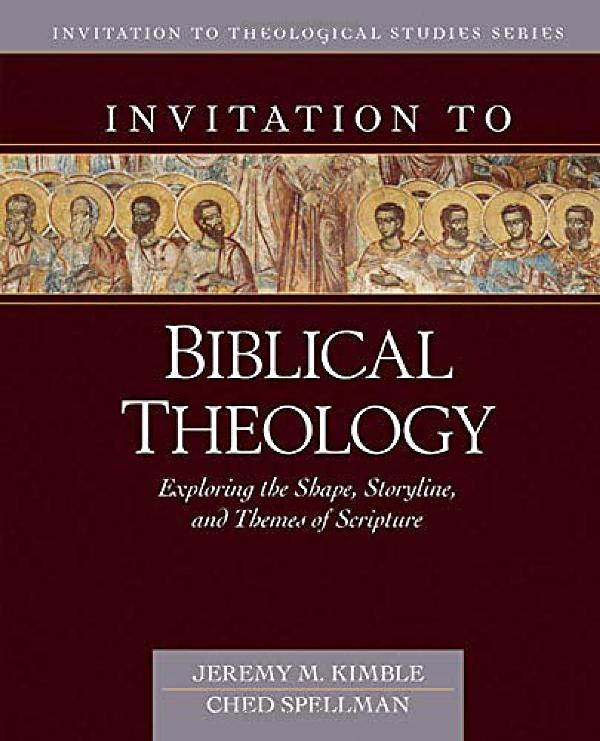 INVITATION TO THEOLOGICAL STUDIES SERIES
INVITATION TO
BIBLICAL
THEOLOGY
Exploring the Shape, Storyline,
and Themes of Scripture
JEREMY M. KIMBLE
CHED SPELLMAN